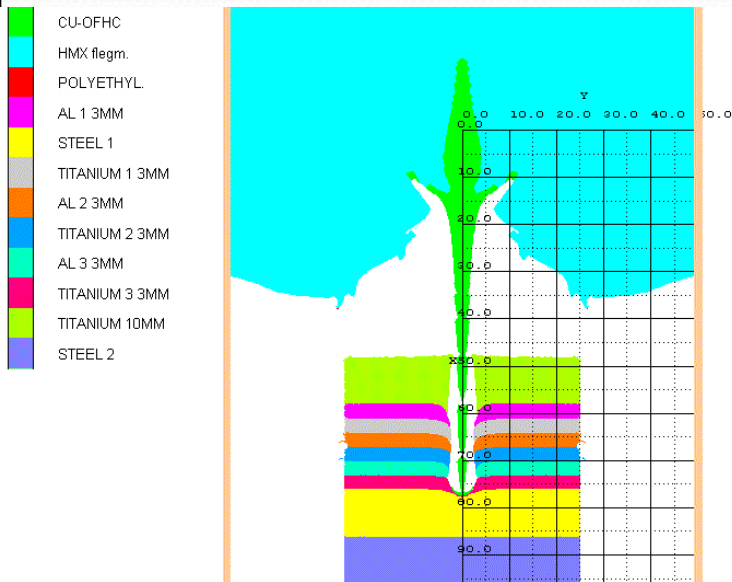 CU-OFHC
HMX flegm.
POLYETHYL.
AL 1 3MM
STEEL 1
TITANIUM 1 3MM
AL 2 3MM
TITANIUM 2 3MM
AL 3 3MM
TITANIUM 3 3MM
TITANIUM 10MM
STEEL 2
Y
0.0 10.0 20.0 30.0 40.0 50.0
0.0
10.0
20.0
30.0
40.0
X50.0
60.0
70.0
80.0
90.0